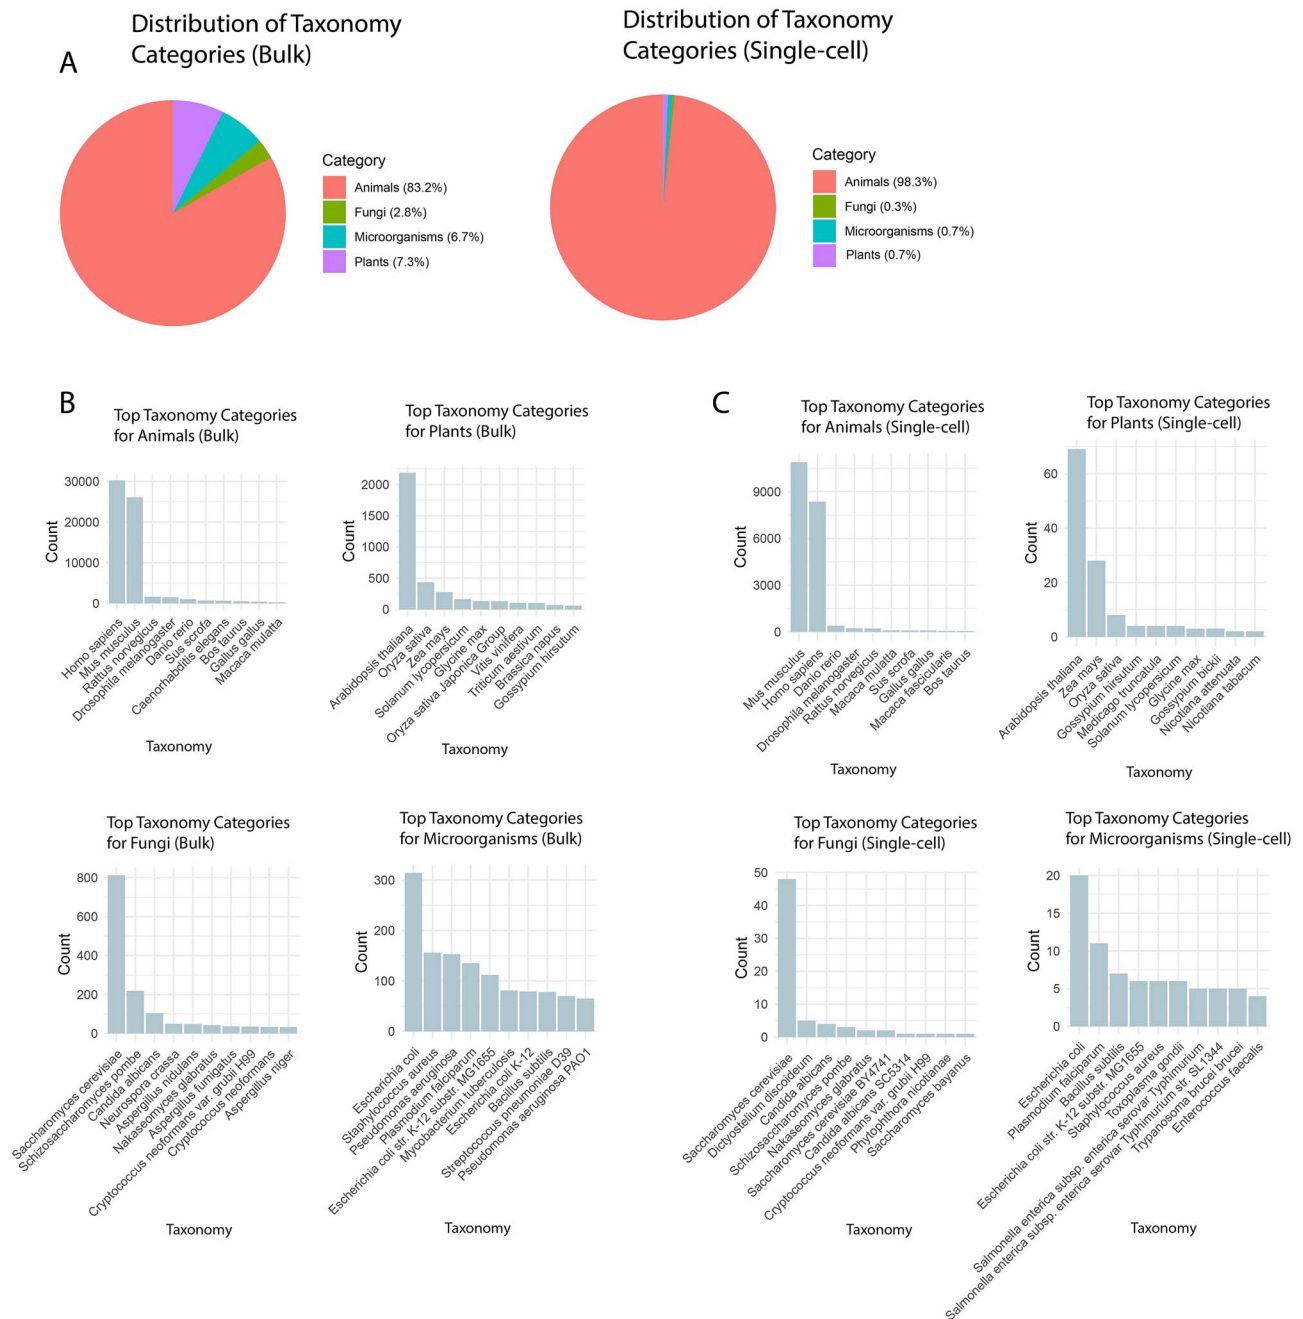 A
Distribution of Taxonomy
Categories (Bulk)
Category
Animals (83.2%)
Fungi (2.8%)
Microorganisms (6.7%)
Plants (7.3%)
Distribution of Taxonomy
Categories (Single-cell)
Category
Animals (98.3%)
Fungi (0.3%)
Microorganisms (0.7%)
Plants (0.7%)
B
Top Taxonomy Categories
for Animals (Bulk)
Count
30000
20000
10000
0
Homo sapiens
Mus musculus
Rattus norvegicus
Drosophila melanogaster
Danio rerio
Sus scrofa
Caenorhabditis elegans
Bos taurus
Gallus gallus
Macaca mulatta
Taxonomy
Top Taxonomy Categories
for Plants (Bulk)
Count
2000
1500
1000
500
0
Arabidopsis thaliana
Oryza sativa
Zea mays
Solanum lycopersicum
Glycine max
Oryza sativa Japonica Group
Vitis vinifera
Triticum aestivum
Brassica napus
Gossypium hirsutum
Taxonomy
Top Taxonomy Categories
for Fungi (Bulk)
Count
800
600
400
200
0
Saccharomyces cerevisiae
Schizosaccharomyces pombe
Candida albicans
Neurospora crassa
Aspergillus nidulans
Nakaseomyces glabratus
Aspergillus fumigatus
Cryptococcus neoformans var. grubii H99
Cryptococcus neoformans
Aspergillus niger
Taxonomy
Top Taxonomy Categories
for Microorganisms (Bulk)
Count
300
200
100
0
Escherichia coli
Staphylococcus aureus
Pseudomonas aeruginosa
Plasmodium falciparum
Escherichia coli str. K-12 substr. MG1655
Mycobacterium tuberculosis
Escherichia coli K-12
Bacillus subtilis
Streptococcus pneumoniae D39
Pseudomonas aeruginosa PAO1
Taxonomy
C
Top Taxonomy Categories
for Animals (Single-cell)
Count
9000
6000
3000
0
Mus musculus
Homo sapiens
Danio rerio
Drosophila melanogaster
Rattus norvegicus
Macaca mulatta
Sus scrofa
Gallus gallus
Macaca fascicularis
Bos taurus
Taxonomy
Top Taxonomy Categories
for Plants (Single-cell)
Count
60
40
20
0
Arabidopsis thaliana
Zea mays
Oryza sativa
Gossypium hirsutum
Medicago truncatula
Solanum lycopersicum
Glycine max
Gossypium bickii
Nicotiana attenuata
Nicotiana tabacum
Taxonomy
Top Taxonomy Categories
for Fungi (Single-cell)
Count
50
40
30
20
10
0
Saccharomyces cerevisiae
Dictyostelium discoideum
Candida albicans
Schizosaccharomyces pombe
Nakaseomyces glabratus
Saccharomyces cerevisiae BY4741
Candida albicans SC5314
Cryptococcus neoformans var. grubii H99
Phytophthora nicotianae
Saccharomyces bayanus
Taxonomy
Top Taxonomy Categories
for Microorganisms (Single-cell)
Count
20
15
10
5
0
Escherichia coli
Plasmodium falciparum
Bacillus subtilis
Escherichia coli str. K-12 substr. MG1655
Staphylococcus aureus
Toxoplasma gondii
Salmonella enterica subsp. enterica serovar Typhimurium
Salmonella enterica subsp. enterica serovar Typhimurium str. SL1344
Trypanosoma brucei brucei
Enterococcus faecalis
Taxonomy